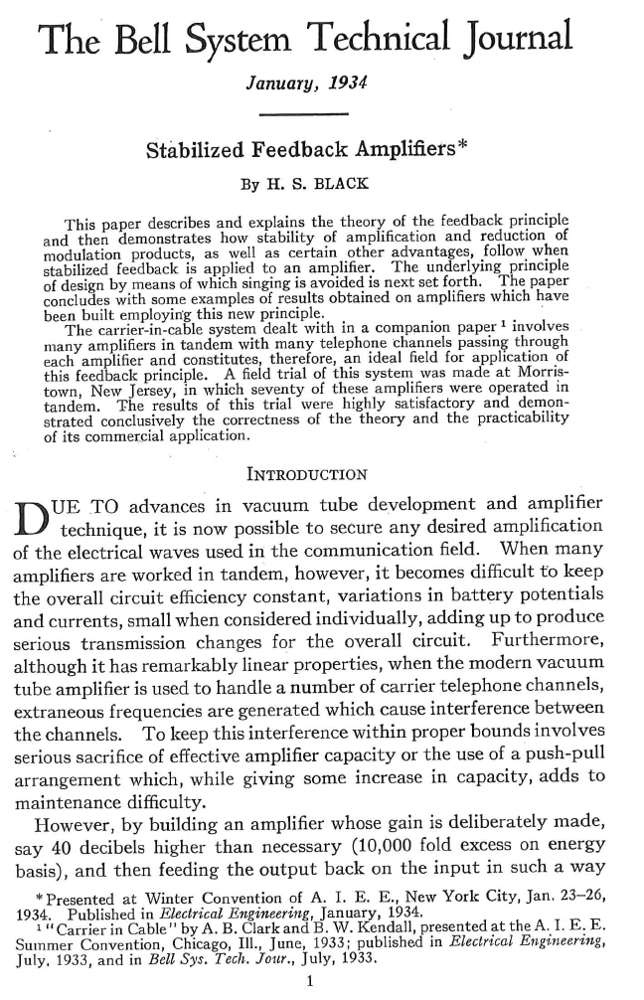 The Bell System Technical Journal
January, 1934
Stabilized Feedback Amplifiers*
By H. S. BLACK
This paper describes and explains the theory of the feedback principle
and then demonstrates how stability of amplification and reduction of
modulation products, as well as certain other advantages, follow when
stabilized feedback is applied to an amplifier. The underlying principle
of design by means of which singing is avoided is next set forth. The paper
concludes with some examples of results obtained on amplifiers which have
been built employing this new principle.
The carrier-in-cable system dealt with in a companion paper ¹ involves
many amplifiers in tandem with many telephone channels passing through
each amplifier and constitutes, therefore, an ideal field for application of
this feedback principle. A field trial of this system was made at Morris-
town, New Jersey, in which seventy of these amplifiers were operated in
tandem. The results of this trial were highly satisfactory and demon-
strated conclusively the correctness of the theory and the practicability
of its commercial application.
INTRODUCTION
DUE TO advances in vacuum tube development and amplifier
technique, it is now possible to secure any desired amplification
of the electrical waves used in the communication field. When many
amplifiers are worked in tandem, however, it becomes difficult to keep
the overall circuit efficiency constant, variations in battery potentials
and currents, small when considered individually, adding up to produce
serious transmission changes for the overall circuit. Furthermore,
although it has remarkably linear properties, when the modern vacuum
tube amplifier is used to handle a number of carrier telephone channels,
extraneous frequencies are generated which cause interference between
the channels. To keep this interference within proper bounds involves
serious sacrifice of effective amplifier capacity or the use of a push-pull
arrangement which, while giving some increase in capacity, adds to
maintenance difficulty.
However, by building an amplifier whose gain is deliberately made,
say 40 decibels higher than necessary (10,000 fold excess on energy
basis), and then feeding the output back on the input in such a way
* Presented at Winter Convention of A. I. E. E., New York City, Jan. 23–26,
1934. Published in Electrical Engineering, January, 1934.
¹ "Carrier in Cable" by A. B. Clark and B. W. Kendall, presented at the A. I. E. E.
Summer Convention, Chicago, Ill., June, 1933; published in Electrical Engineering,
July, 1933, and in Bell Sys. Tech. Jour., July, 1933.
1